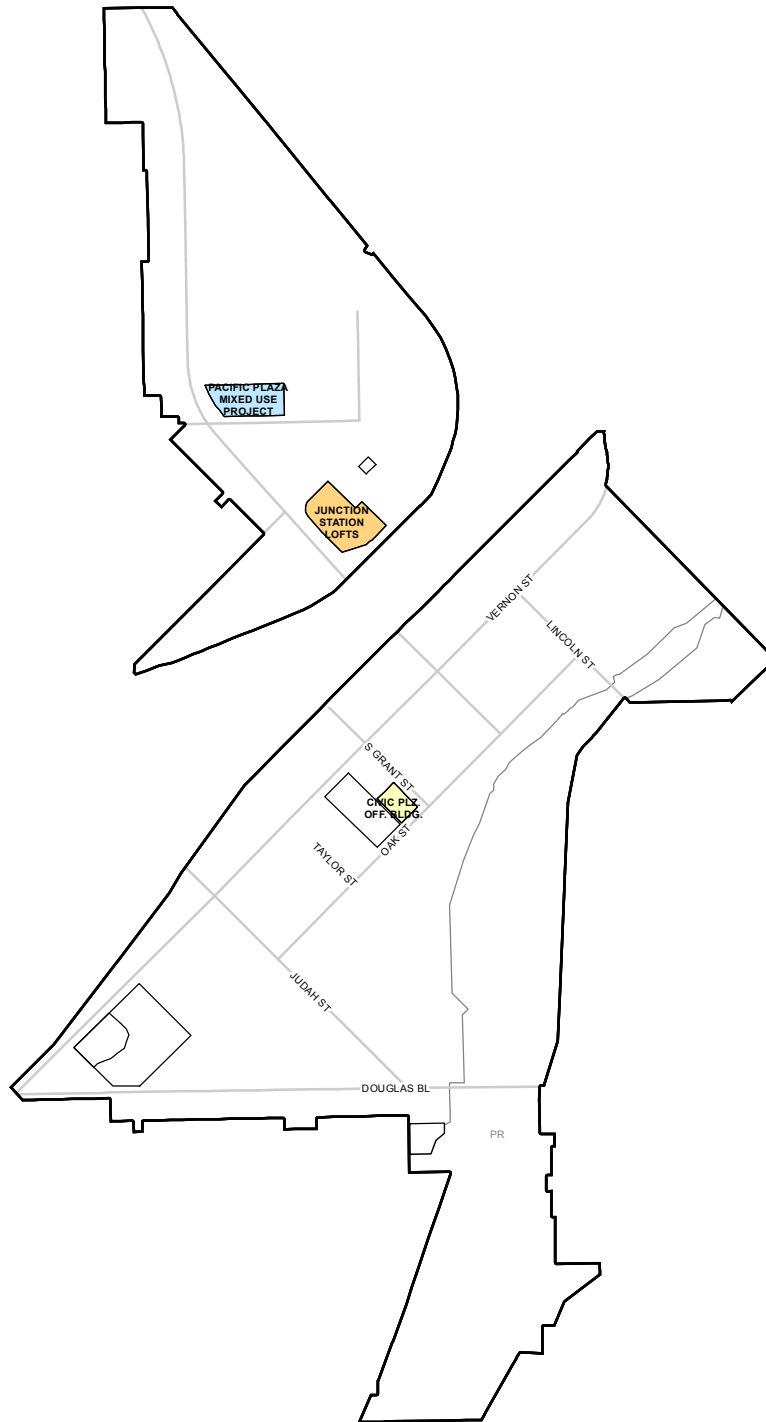 PACIFIC PLAZA
MIXED USE
PROJECT
JUNCTION
STATION
LOFTS
VERNON ST
LINCOLN ST
S GRANT ST
CIVIC PLZ.
OFF. BLDG.
OAK ST
TAYLOR ST
JUDAH ST
DOUGLAS BL
PR